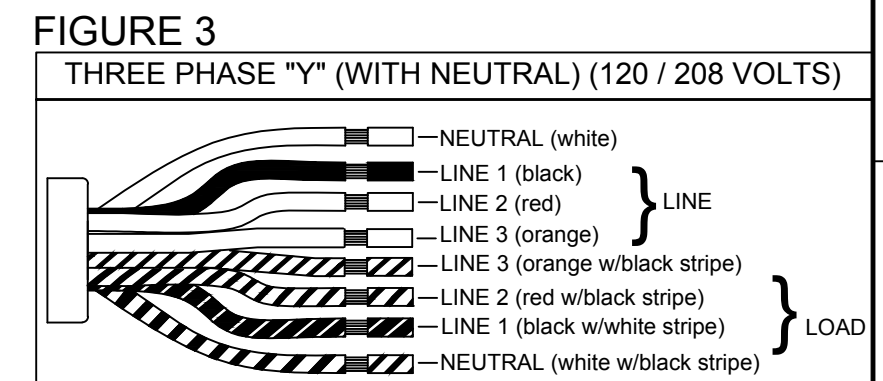 FIGURE 3
THREE PHASE "Y" (WITH NEUTRAL) (120 / 208 VOLTS)
NEUTRAL (white)
LINE 1 (black)
LINE 2 (red)
LINE
LINE 3 (orange)
LINE 3 (orange w/black stripe)
LINE 2 (red w/black stripe)
LINE 1 (black w/white stripe)
LOAD
NEUTRAL (white w/black stripe)